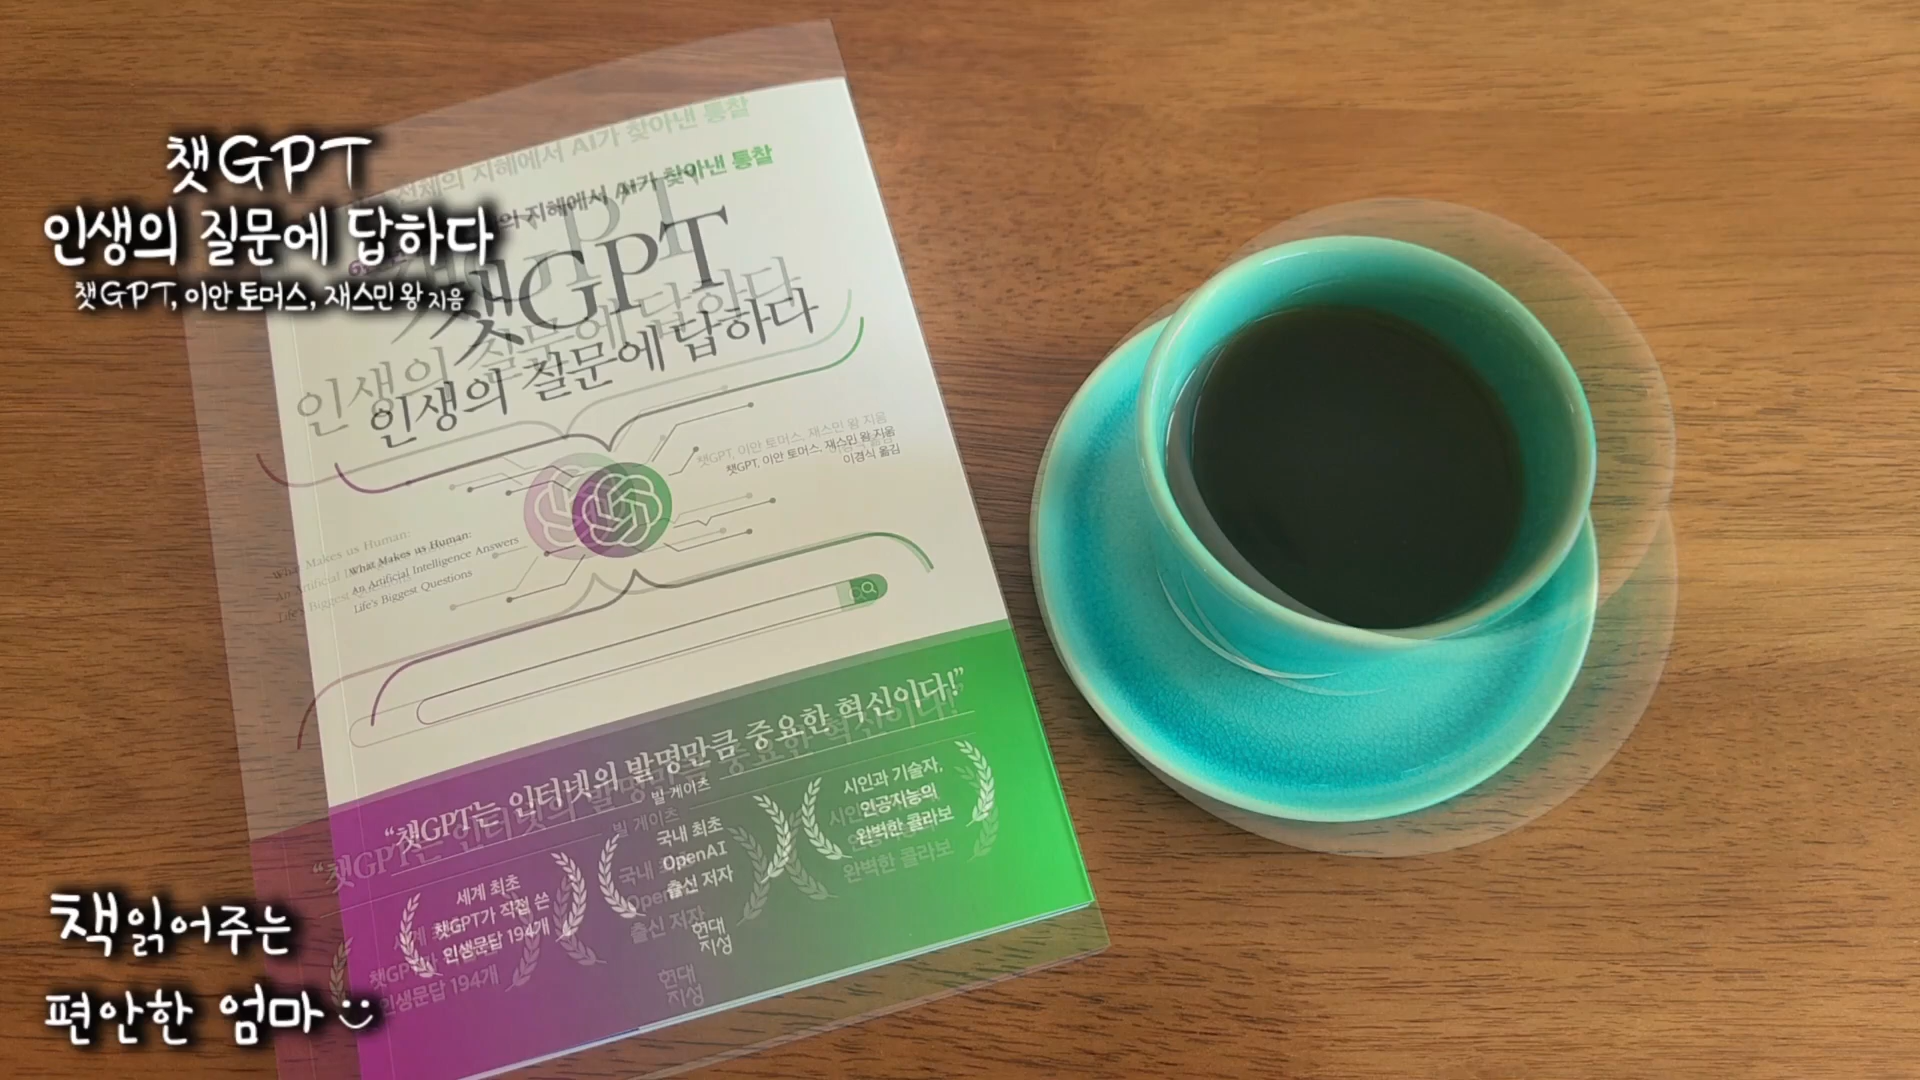 챗GPT
인생의 질문에 답하다
챗GPT, 이안 토머스, 재스민 왕 지음
전체의 지혜에서 AI가 찾아낸 통찰
챗GPT
인생의 질문에 답하다
챗GPT, 이안 토머스, 재스민 왕 지음
이경식 옮김
What Makes us Human:
An Artificial Intelligence Answers
Life's Biggest Questions
“챗GPT는 인터넷의 발명만큼 중요한 혁신이다!”
빌 게이츠
세계 최초
챗GPT가 직접 쓴
인생문답 194개
국내 최초
OpenAI
출신 저자
시인과 기술자,
인공지능의
완벽한 콜라보
현대
지성
책읽어주는
편안한 엄마